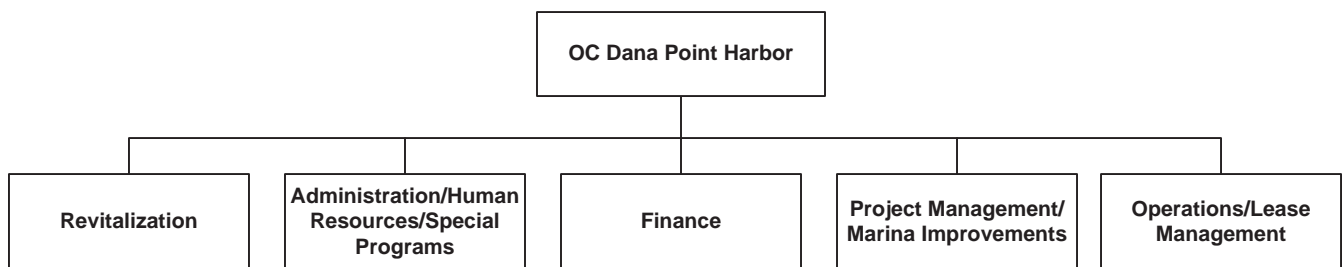 OC Dana Point Harbor
Revitalization
Administration/Human
Resources/Special
Programs
Finance
Project Management/
Marina Improvements
Operations/Lease
Management